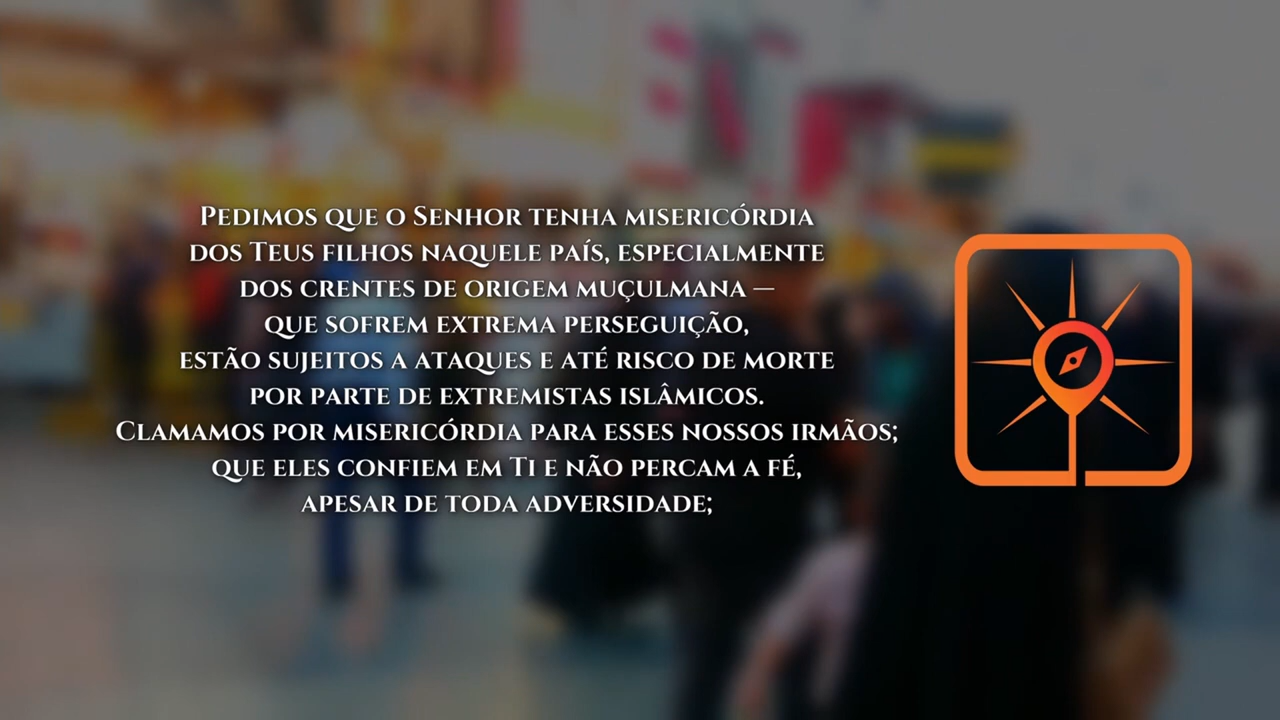 Pedimos que o Senhor tenha misericórdia
dos Teus filhos naquele país, especialmente
dos crentes de origem muçulmana —
que sofrem extrema perseguição,
estão sujeitos a ataques e até risco de morte
por parte de extremistas islâmicos.
Clamamos por misericórdia para esses nossos irmãos;
que eles confiem em Ti e não percam a fé,
apesar de toda adversidade;